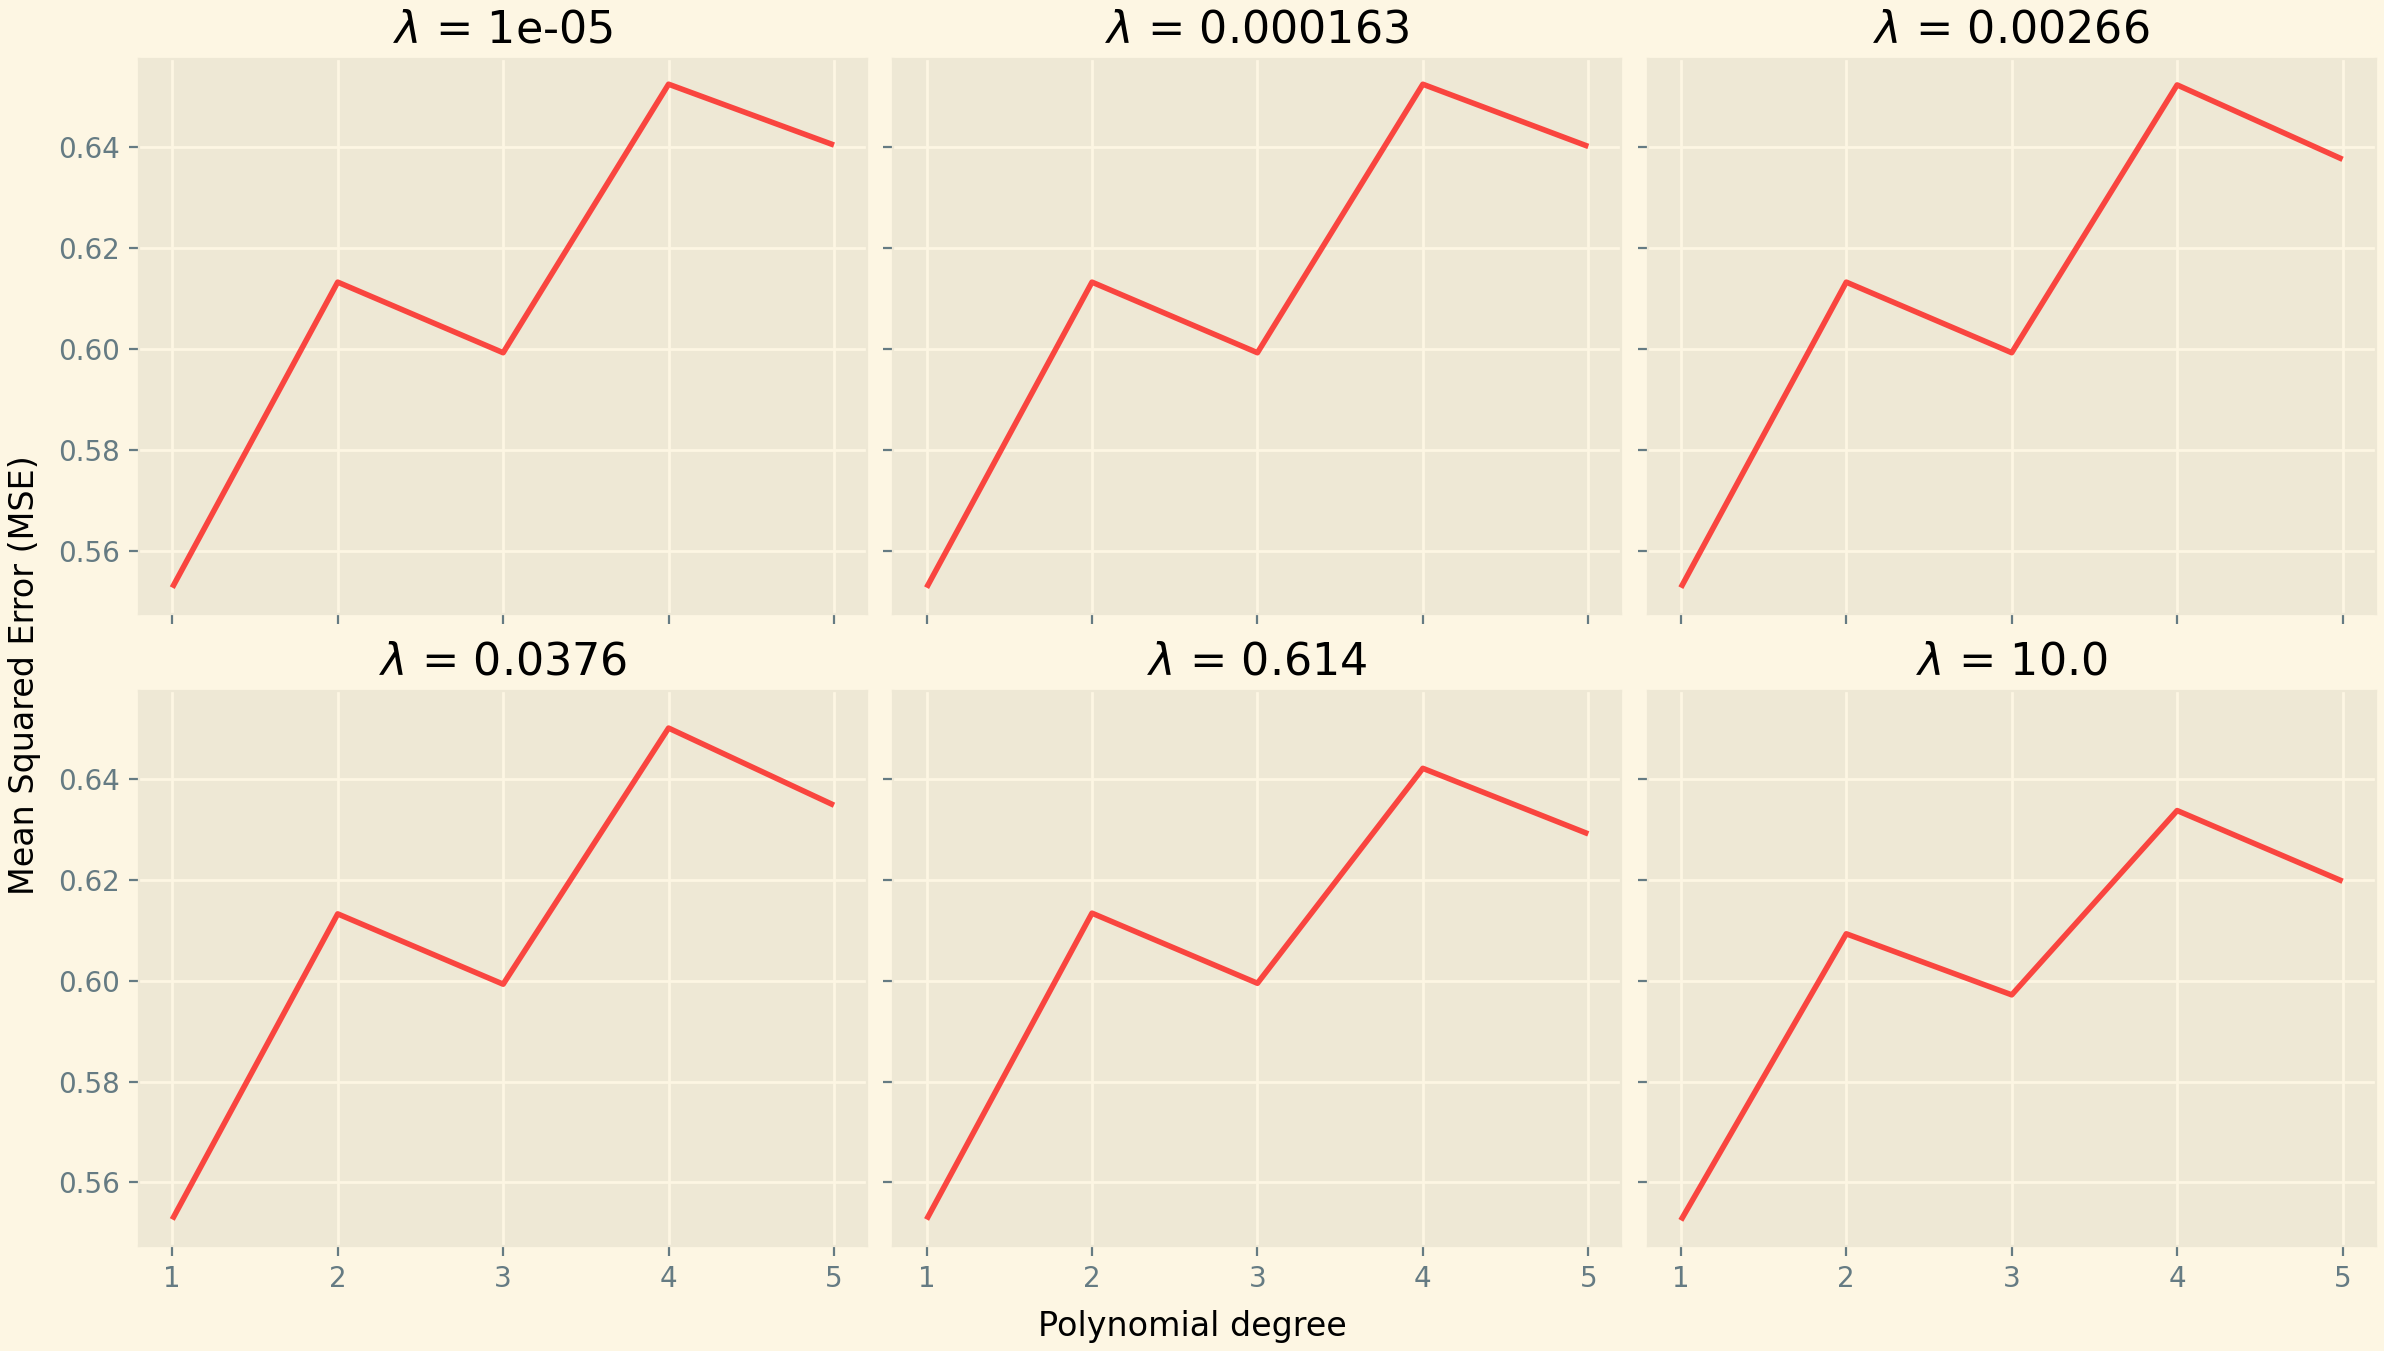 λ = 1e-05
λ = 0.000163
λ = 0.00266
0.64
0.62
0.60
0.58
0.56
Mean Squared Error (MSE)
λ = 0.0376
λ = 0.614
λ = 10.0
0.64
0.62
0.60
0.58
0.56
1 2 3 4 5
1 2 3 4 5
1 2 3 4 5
Polynomial degree